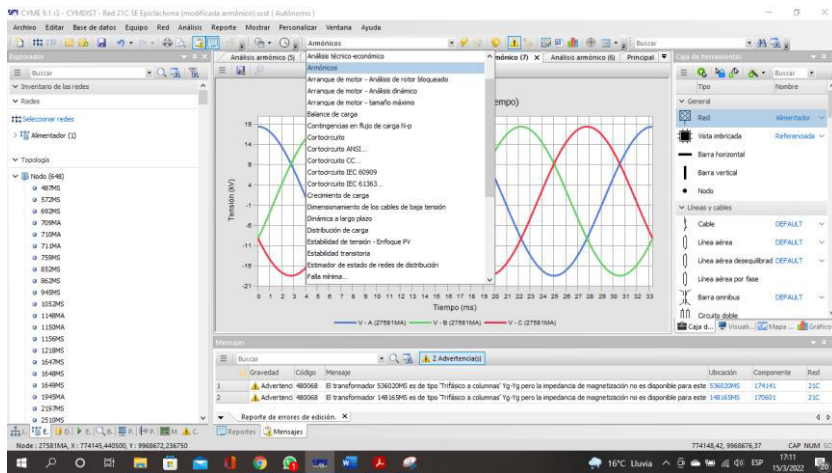 CYME 9.1 r3 - CYMDIST - Red 21C SE Epiclachima (modificada armónico).sxst | Autónomo )
Archivo Editar Base de datos Equipo Red Análisis Reporte Mostrar Personalizar Ventana Ayuda
Armónicos
Buscar
Explorador
Buscar
Inventario de las redes
Redes
Seleccionar redes
Alimentador (1)
Topología
Nodo (648)
487MS
572MS
692MS
709MA
710MA
711MA
759MS
852MS
862MS
949MS
1052MS
1148MA
1150MA
1156MS
1218MS
1647MS
1648MS
1649MS
1945MA
2197MS
2510MS
Análisis armónico (5)
Análisis técnico-económico
Armónicos
Arranque de motor - Análisis de rotor bloqueado
Arranque de motor - Análisis dinámico
Arranque de motor - tamaño máximo
Balance de carga
Contingencias en flujo de carga N-p
Cortocircuito
Cortocircuito ANSI...
Cortocircuito CC...
Cortocircuito IEC 60909
Cortocircuito IEC 61363...
Crecimiento de carga
Dimensionamiento de los cables de baja tensión
Dinámica a largo plazo
Distribución de carga
Estabilidad de tensión - Enfoque PV
Estabilidad transitoria
Estimador de estado de redes de distribución
Falla mínima...
mónico (7) X Análisis armónico (6) Principal
empo)
Tensión (kV)
19
14
9
4
-1
-6
-11
-16
-21
0 1 2 3 4 5 6 7 8 9 10 11 12 13 14 15 16 17 18 19 20 21 22 23 24 25 26 27 28 29 30 31 32 33
Tiempo (ms)
V - A (27581MA) V - B (27581MA) V - C (27581MA)
Caja de herramientas
Buscar
Tipo Nombre
General
Red Alimentador
Vista imbricada Referenciada
Barra horizontal
Barra vertical
Nodo
Líneas y cables
Cable DEFAULT
Línea aérea DEFAULT
Línea aérea desequilibrad DEFAULT
Línea aérea por fase
Barra omnibus DEFAULT
Circuito doble
Caja d... Visuali... Mapa ... Gráfico
Mensajes
Buscar 2 Advertencia(s)
Gravedad Código Mensaje Ubicación Componente Red
1 Advertenci 480068 El transformador 536020MS es de tipo 'Trifásico a columnas' Yg-Yg pero la impedancia de magnetización no es disponible para este 536020MS 174141 21C
2 Advertenci 480068 El transformador 148165MS es de tipo 'Trifásico a columnas' Yg-Yg pero la impedancia de magnetización no es disponible para este 148165MS 170601 21C
Reporte de errores de edición. X
Reportes Mensajes
Node : 27581MA, X : 774145,440500, Y : 9968672,236750
774148,42, 9968676,37 CAP NUM
16°C Lluvia ESP 17:11
15/3/2022